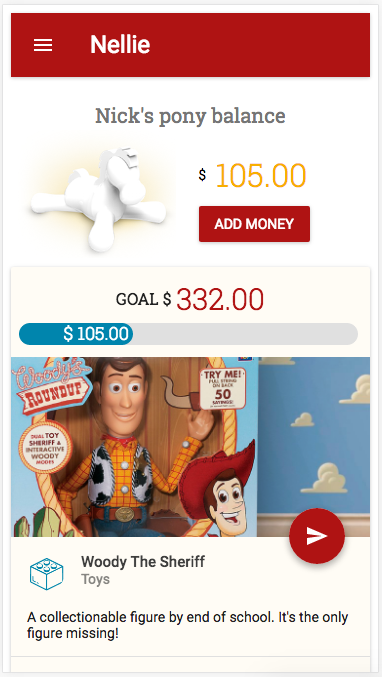 Nellie
Nick's pony balance
$ 105.00
ADD MONEY
GOAL $ 332.00
$ 105.00
Woody's
ROUNDUP
TRY ME!
PULL STRING
ON BACK
50
SAYINGS!
DUAL TOY
SHERIFF &
INTERACTIVE
WOODY
MODES
Woody The Sheriff
Toys
A collectionable figure by end of school. It's the only
figure missing!